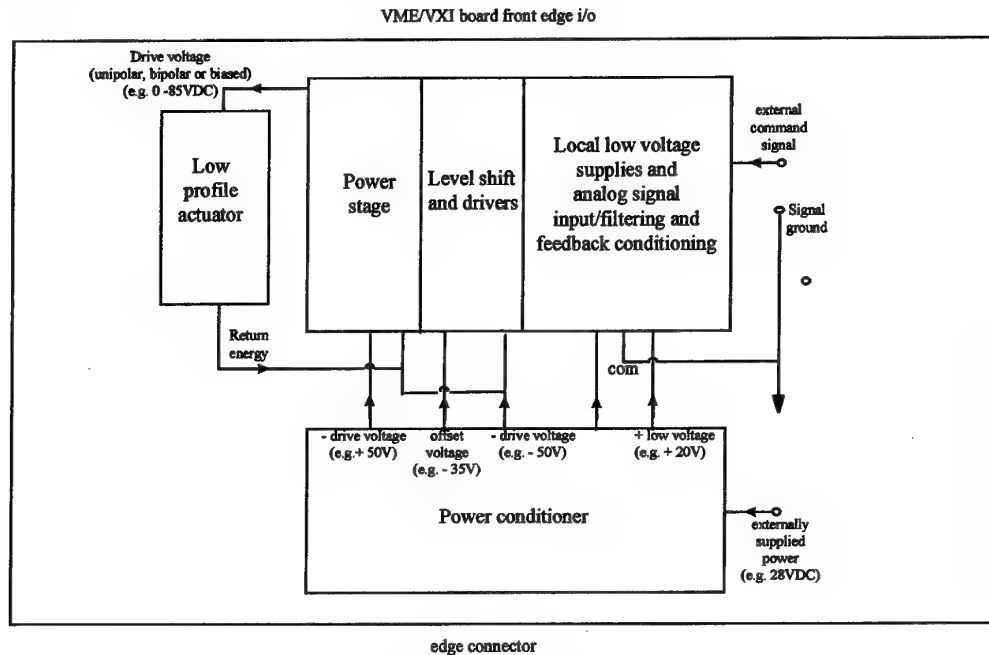 VME/VXI board front edge i/o
Drive voltage
(unipolar, bipolar or biased)
(e.g. 0 -85VDC)
Low
profile
actuator
Power
stage
Level shift
and drivers
Local low voltage
supplies and
analog signal
input/filtering and
feedback conditioning
external
command
signal
Signal
ground
Return
energy
com
- drive voltage
(e.g.+ 50V)
offset
voltage
(e.g. - 35V)
- drive voltage
(e.g. - 50V)
+ low voltage
(e.g. + 20V)
Power conditioner
externally
supplied
power
(e.g. 28VDC)
edge connector